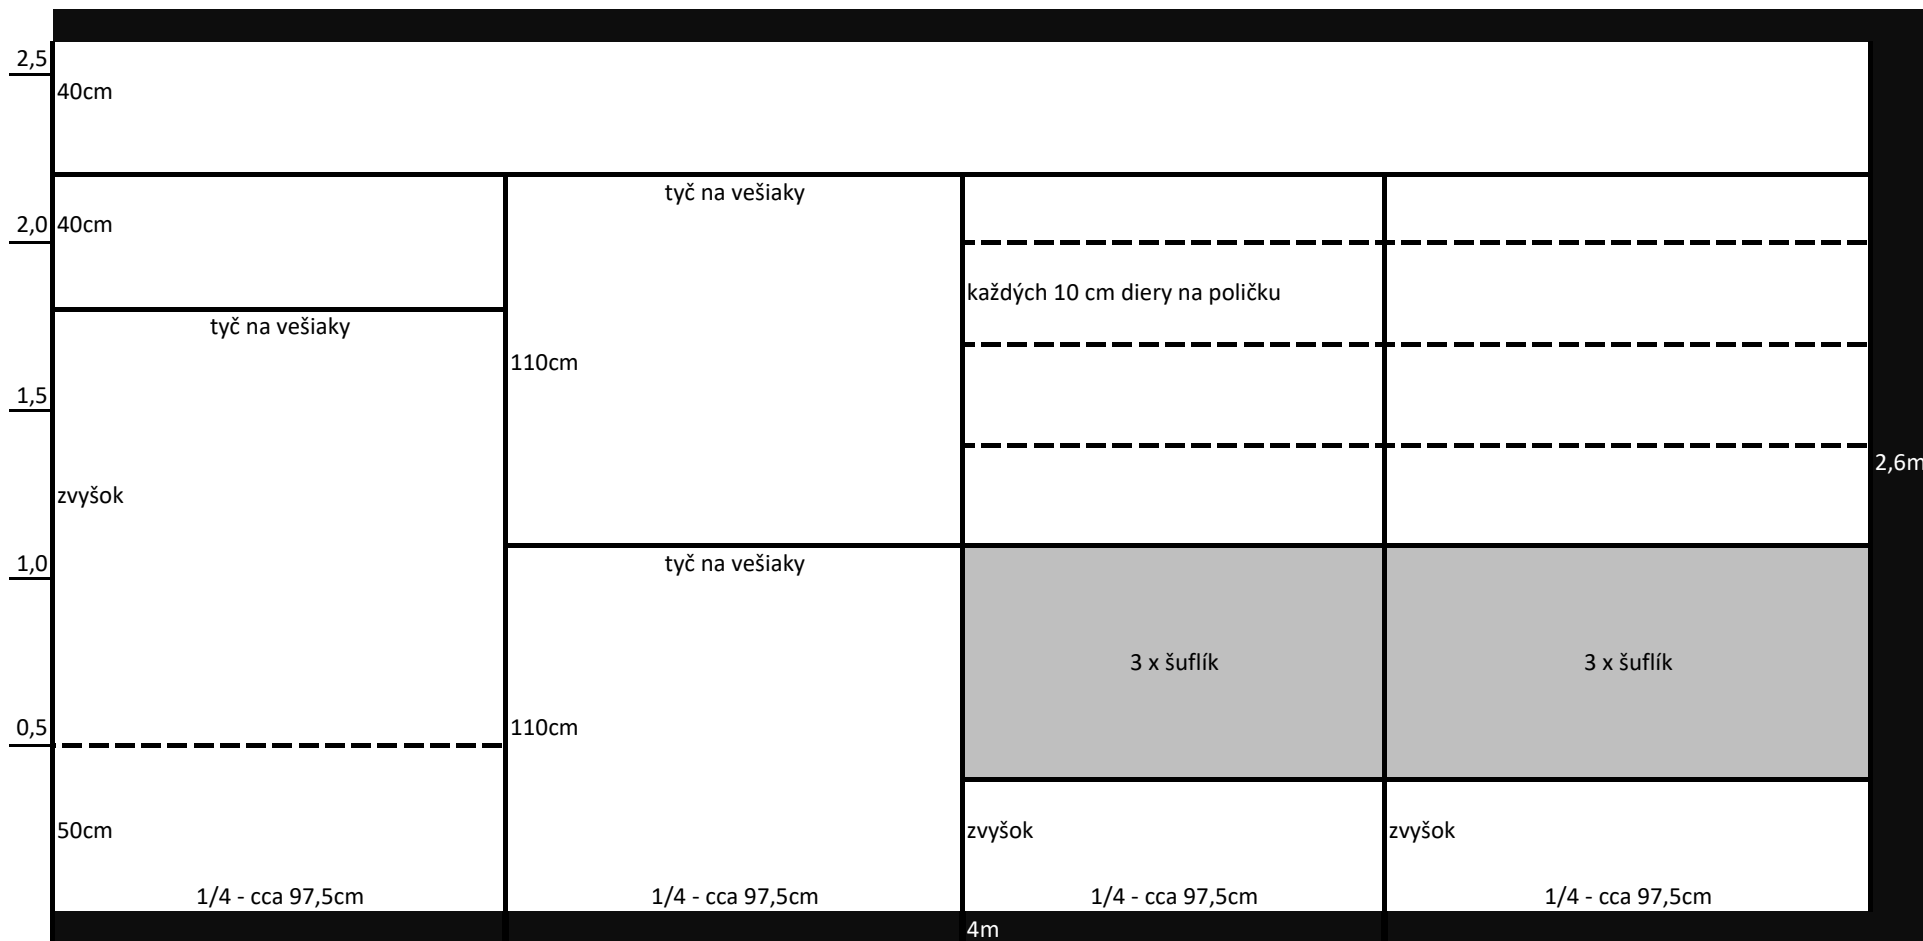 2,5
40cm
tyč na vešiaky
2,0
40cm
každých 10 cm diery na poličku
tyč na vešiaky
110cm
1,5
2,6m
zvyšok
1,0
tyč na vešiaky
3 x šuflík
3 x šuflík
0,5
110cm
50cm
zvyšok
zvyšok
1/4 - cca 97,5cm
1/4 - cca 97,5cm
1/4 - cca 97,5cm
1/4 - cca 97,5cm
4m